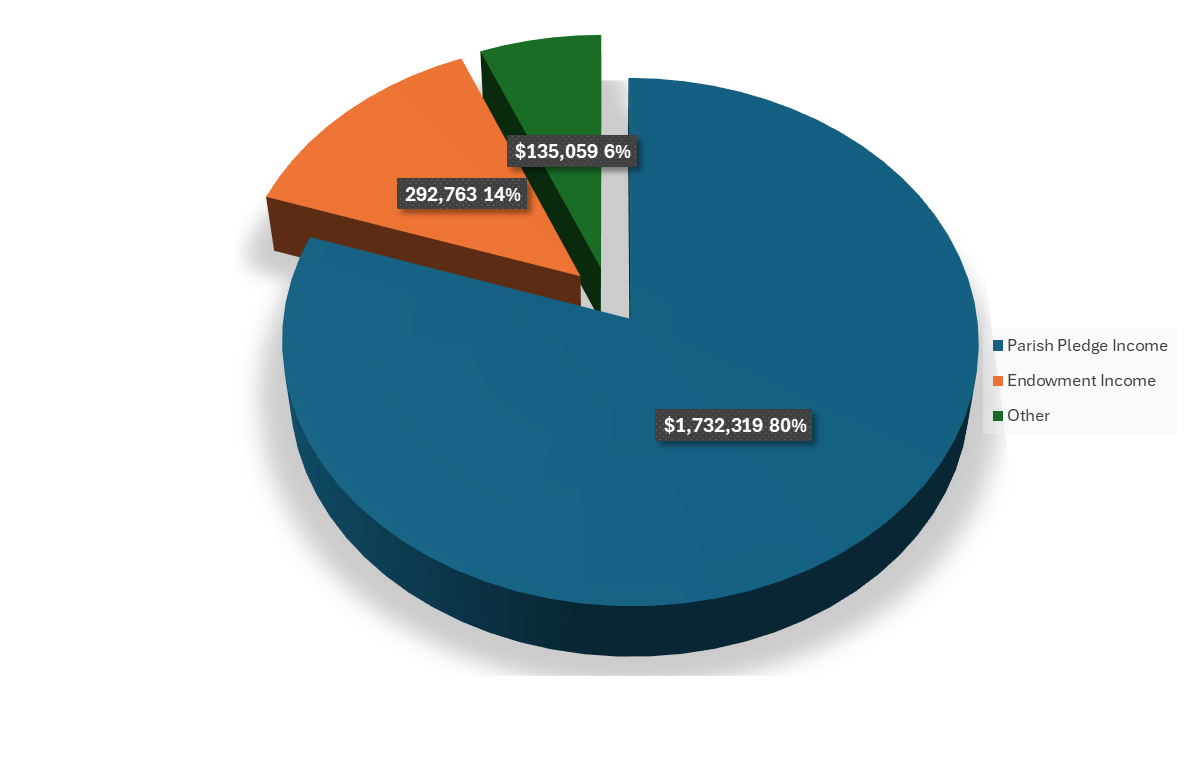 $135,059 6%
292,763 14%
$1,732,319 80%
Parish Pledge Income
Endowment Income
Other